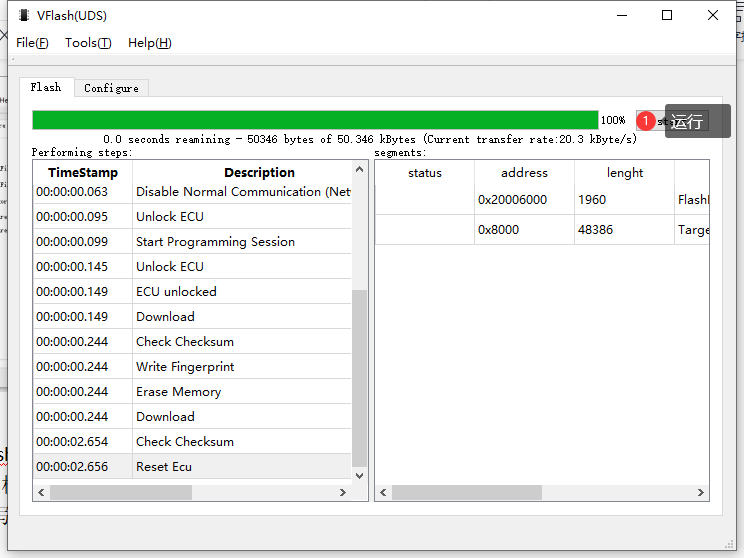 VFlash(UDS)
File(F) Tools(T) Help(H)
Flash Configure
100%
1 运行
0.0 seconds reamining - 50346 bytes of 50.346 kBytes (Current transfer rate:20.3 kByte/s)
Performing steps: segments:
TimeStamp Description
00:00:00.063 Disable Normal Communication (Net
00:00:00.095 Unlock ECU
00:00:00.099 Start Programming Session
00:00:00.145 Unlock ECU
00:00:00.149 ECU unlocked
00:00:00.149 Download
00:00:00.244 Check Checksum
00:00:00.244 Write Fingerprint
00:00:00.244 Erase Memory
00:00:00.244 Download
00:00:02.654 Check Checksum
00:00:02.656 Reset Ecu
status address lenght
0x20006000 1960 Flash
0x8000 48386 Targe